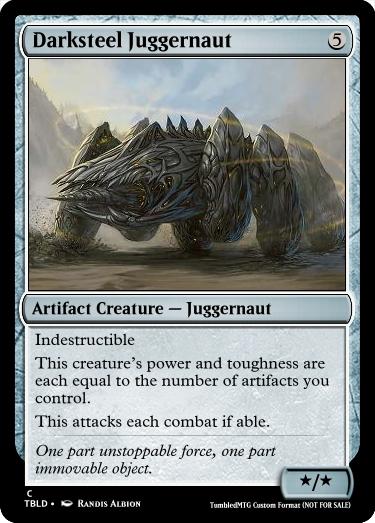 Darksteel Juggernaut 5
Artifact Creature — Juggernaut
Indestructible
This creature's power and toughness are
each equal to the number of artifacts you
control.
This attacks each combat if able.
One part unstoppable force, one part
immovable object.
★/★
C
TBLD • Randis Albion
TumbledMTG Custom Format (NOT FOR SALE)